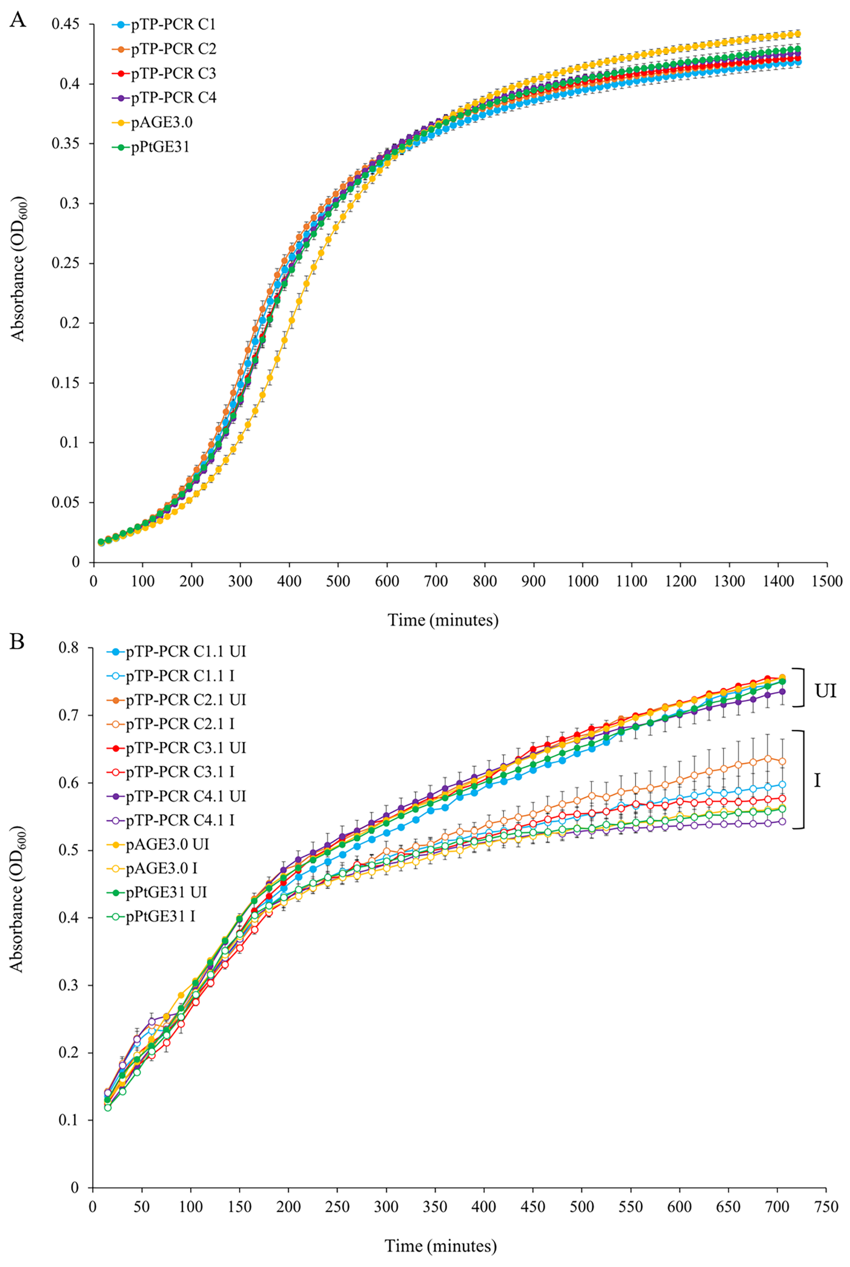 A
0.45
0.4
0.35
0.3
0.25
0.2
0.15
0.1
0.05
0
Absorbance (OD600)
pTP-PCR C1
pTP-PCR C2
pTP-PCR C3
pTP-PCR C4
pAGE3.0
pPtGE31
0 100 200 300 400 500 600 700 800 900 1000 1100 1200 1300 1400 1500
Time (minutes)
B
0.8
0.7
0.6
0.5
0.4
0.3
0.2
0.1
0
Absorbance (OD600)
pTP-PCR C1.1 UI
pTP-PCR C1.1 I
pTP-PCR C2.1 UI
pTP-PCR C2.1 I
pTP-PCR C3.1 UI
pTP-PCR C3.1 I
pTP-PCR C4.1 UI
pTP-PCR C4.1 I
pAGE3.0 UI
pAGE3.0 I
pPtGE31 UI
pPtGE31 I
UI
I
0 50 100 150 200 250 300 350 400 450 500 550 600 650 700 750
Time (minutes)